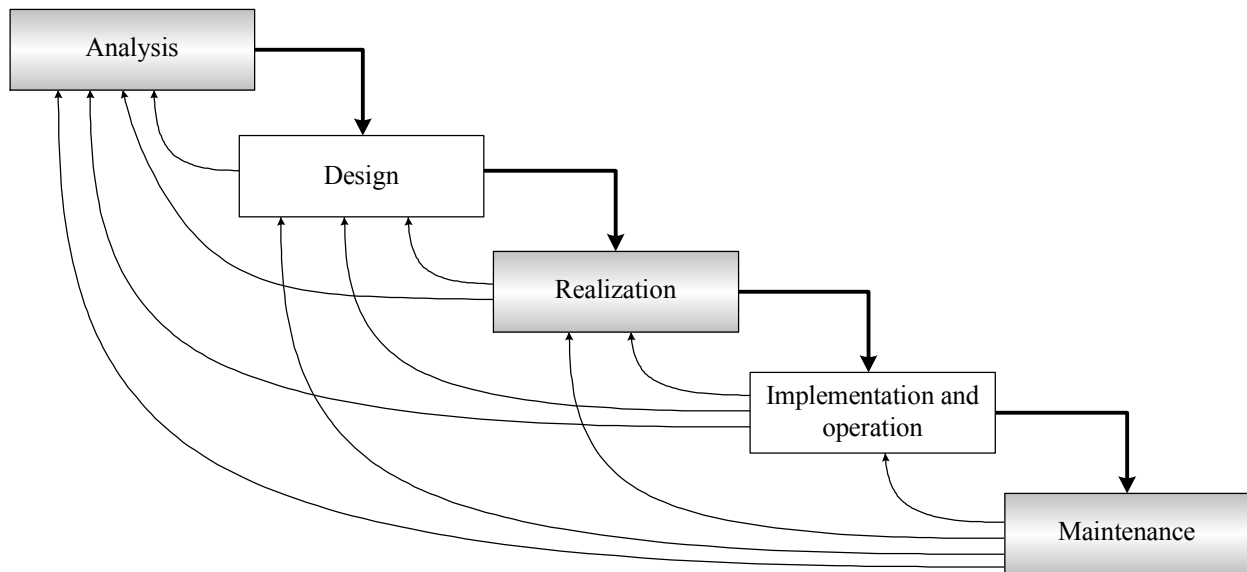 Analysis
Design
Realization
Implementation and
operation
Maintenance